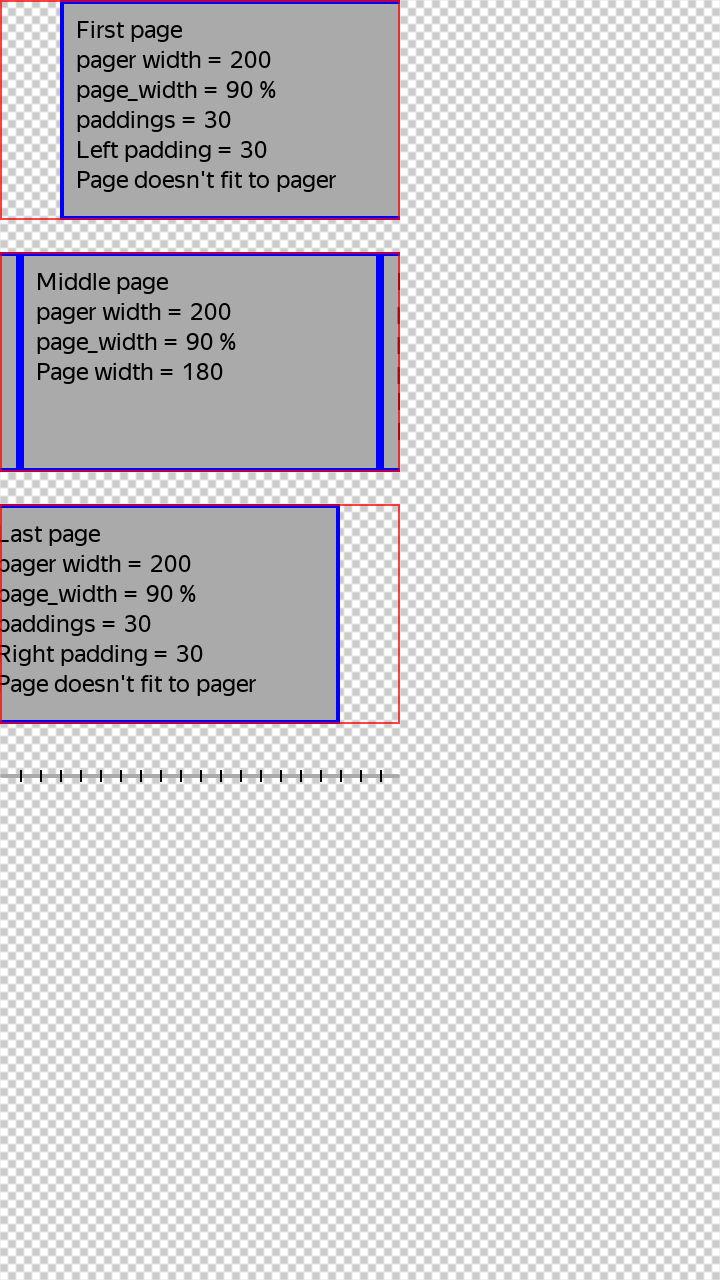 First page
pager width = 200
page_width = 90 %
paddings = 30
Left padding = 30
Page doesn't fit to pager
Middle page
pager width = 200
page_width = 90 %
Page width = 180
Last page
pager width = 200
page_width = 90 %
paddings = 30
Right padding = 30
Page doesn't fit to pager